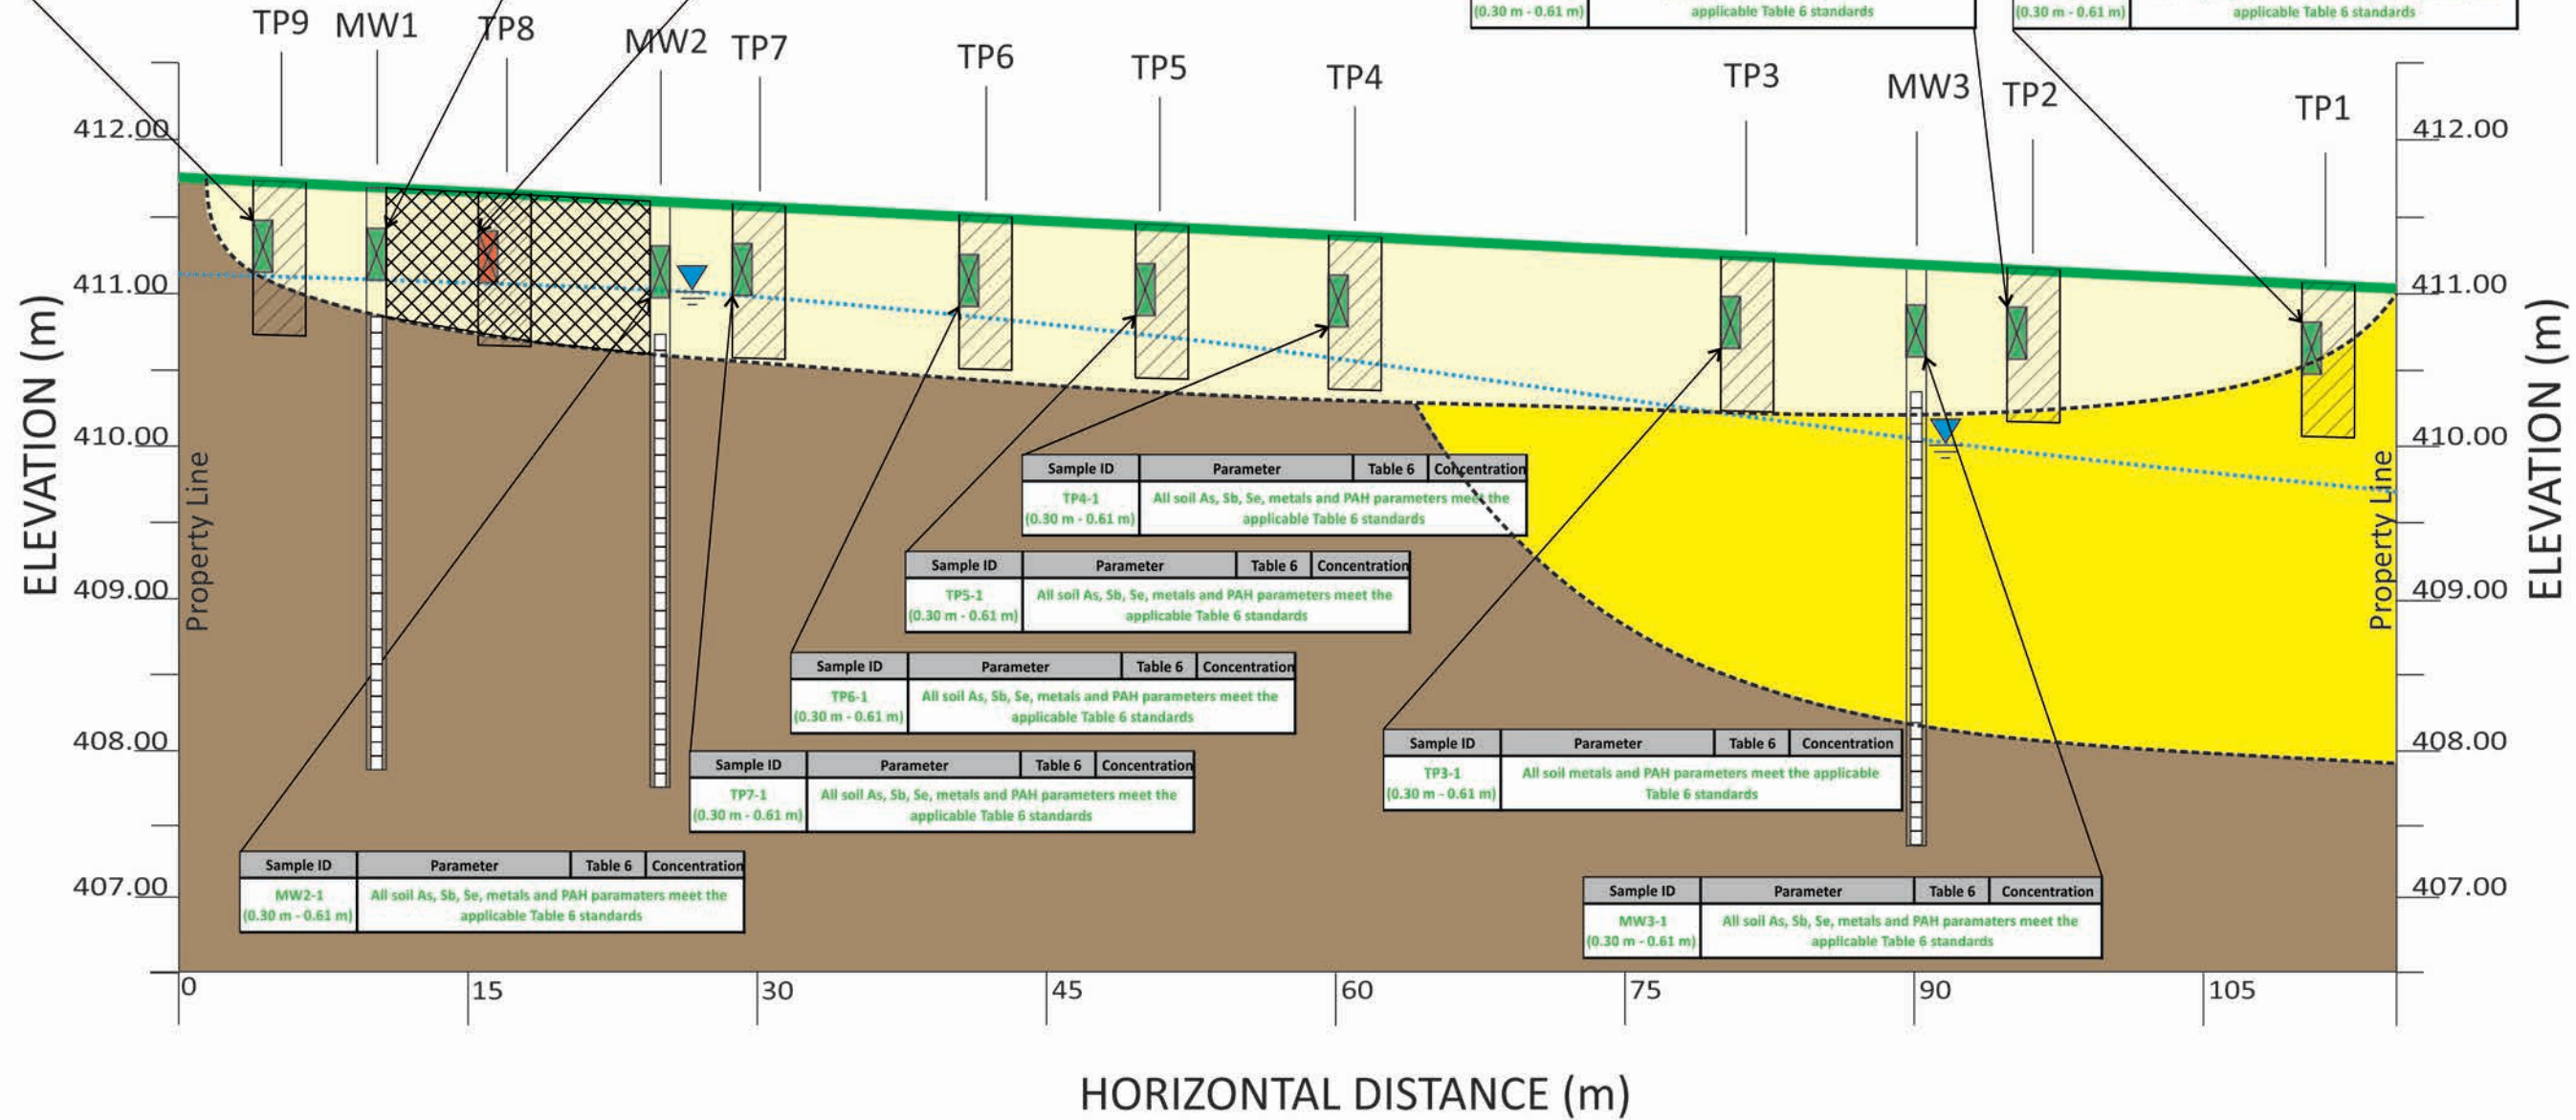 (0.30 m - 0.61 m) applicable Table 6 standards
(0.30 m - 0.61 m) applicable Table 6 standards
TP9 MW1 TP8 MW2 TP7 TP6 TP5 TP4 TP3 MW3 TP2 TP1
412.00 412.00
411.00 411.00
410.00 410.00
409.00 409.00
408.00 408.00
407.00 407.00
ELEVATION (m)
ELEVATION (m)
Property Line
Property Line
Sample ID Parameter Table 6 Concentration
TP4-1 All soil As, Sb, Se, metals and PAH parameters meet the
(0.30 m - 0.61 m) applicable Table 6 standards
Sample ID Parameter Table 6 Concentration
TP5-1 All soil As, Sb, Se, metals and PAH parameters meet the
(0.30 m - 0.61 m) applicable Table 6 standards
Sample ID Parameter Table 6 Concentration
TP6-1 All soil As, Sb, Se, metals and PAH parameters meet the
(0.30 m - 0.61 m) applicable Table 6 standards
Sample ID Parameter Table 6 Concentration
TP7-1 All soil As, Sb, Se, metals and PAH parameters meet the
(0.30 m - 0.61 m) applicable Table 6 standards
Sample ID Parameter Table 6 Concentration
TP3-1 All soil metals and PAH parameters meet the applicable
(0.30 m - 0.61 m) Table 6 standards
Sample ID Parameter Table 6 Concentration
MW2-1 All soil As, Sb, Se, metals and PAH paramaters meet the
(0.30 m - 0.61 m) applicable Table 6 standards
Sample ID Parameter Table 6 Concentration
MW3-1 All soil As, Sb, Se, metals and PAH paramaters meet the
(0.30 m - 0.61 m) applicable Table 6 standards
0 15 30 45 60 75 90 105
HORIZONTAL DISTANCE (m)